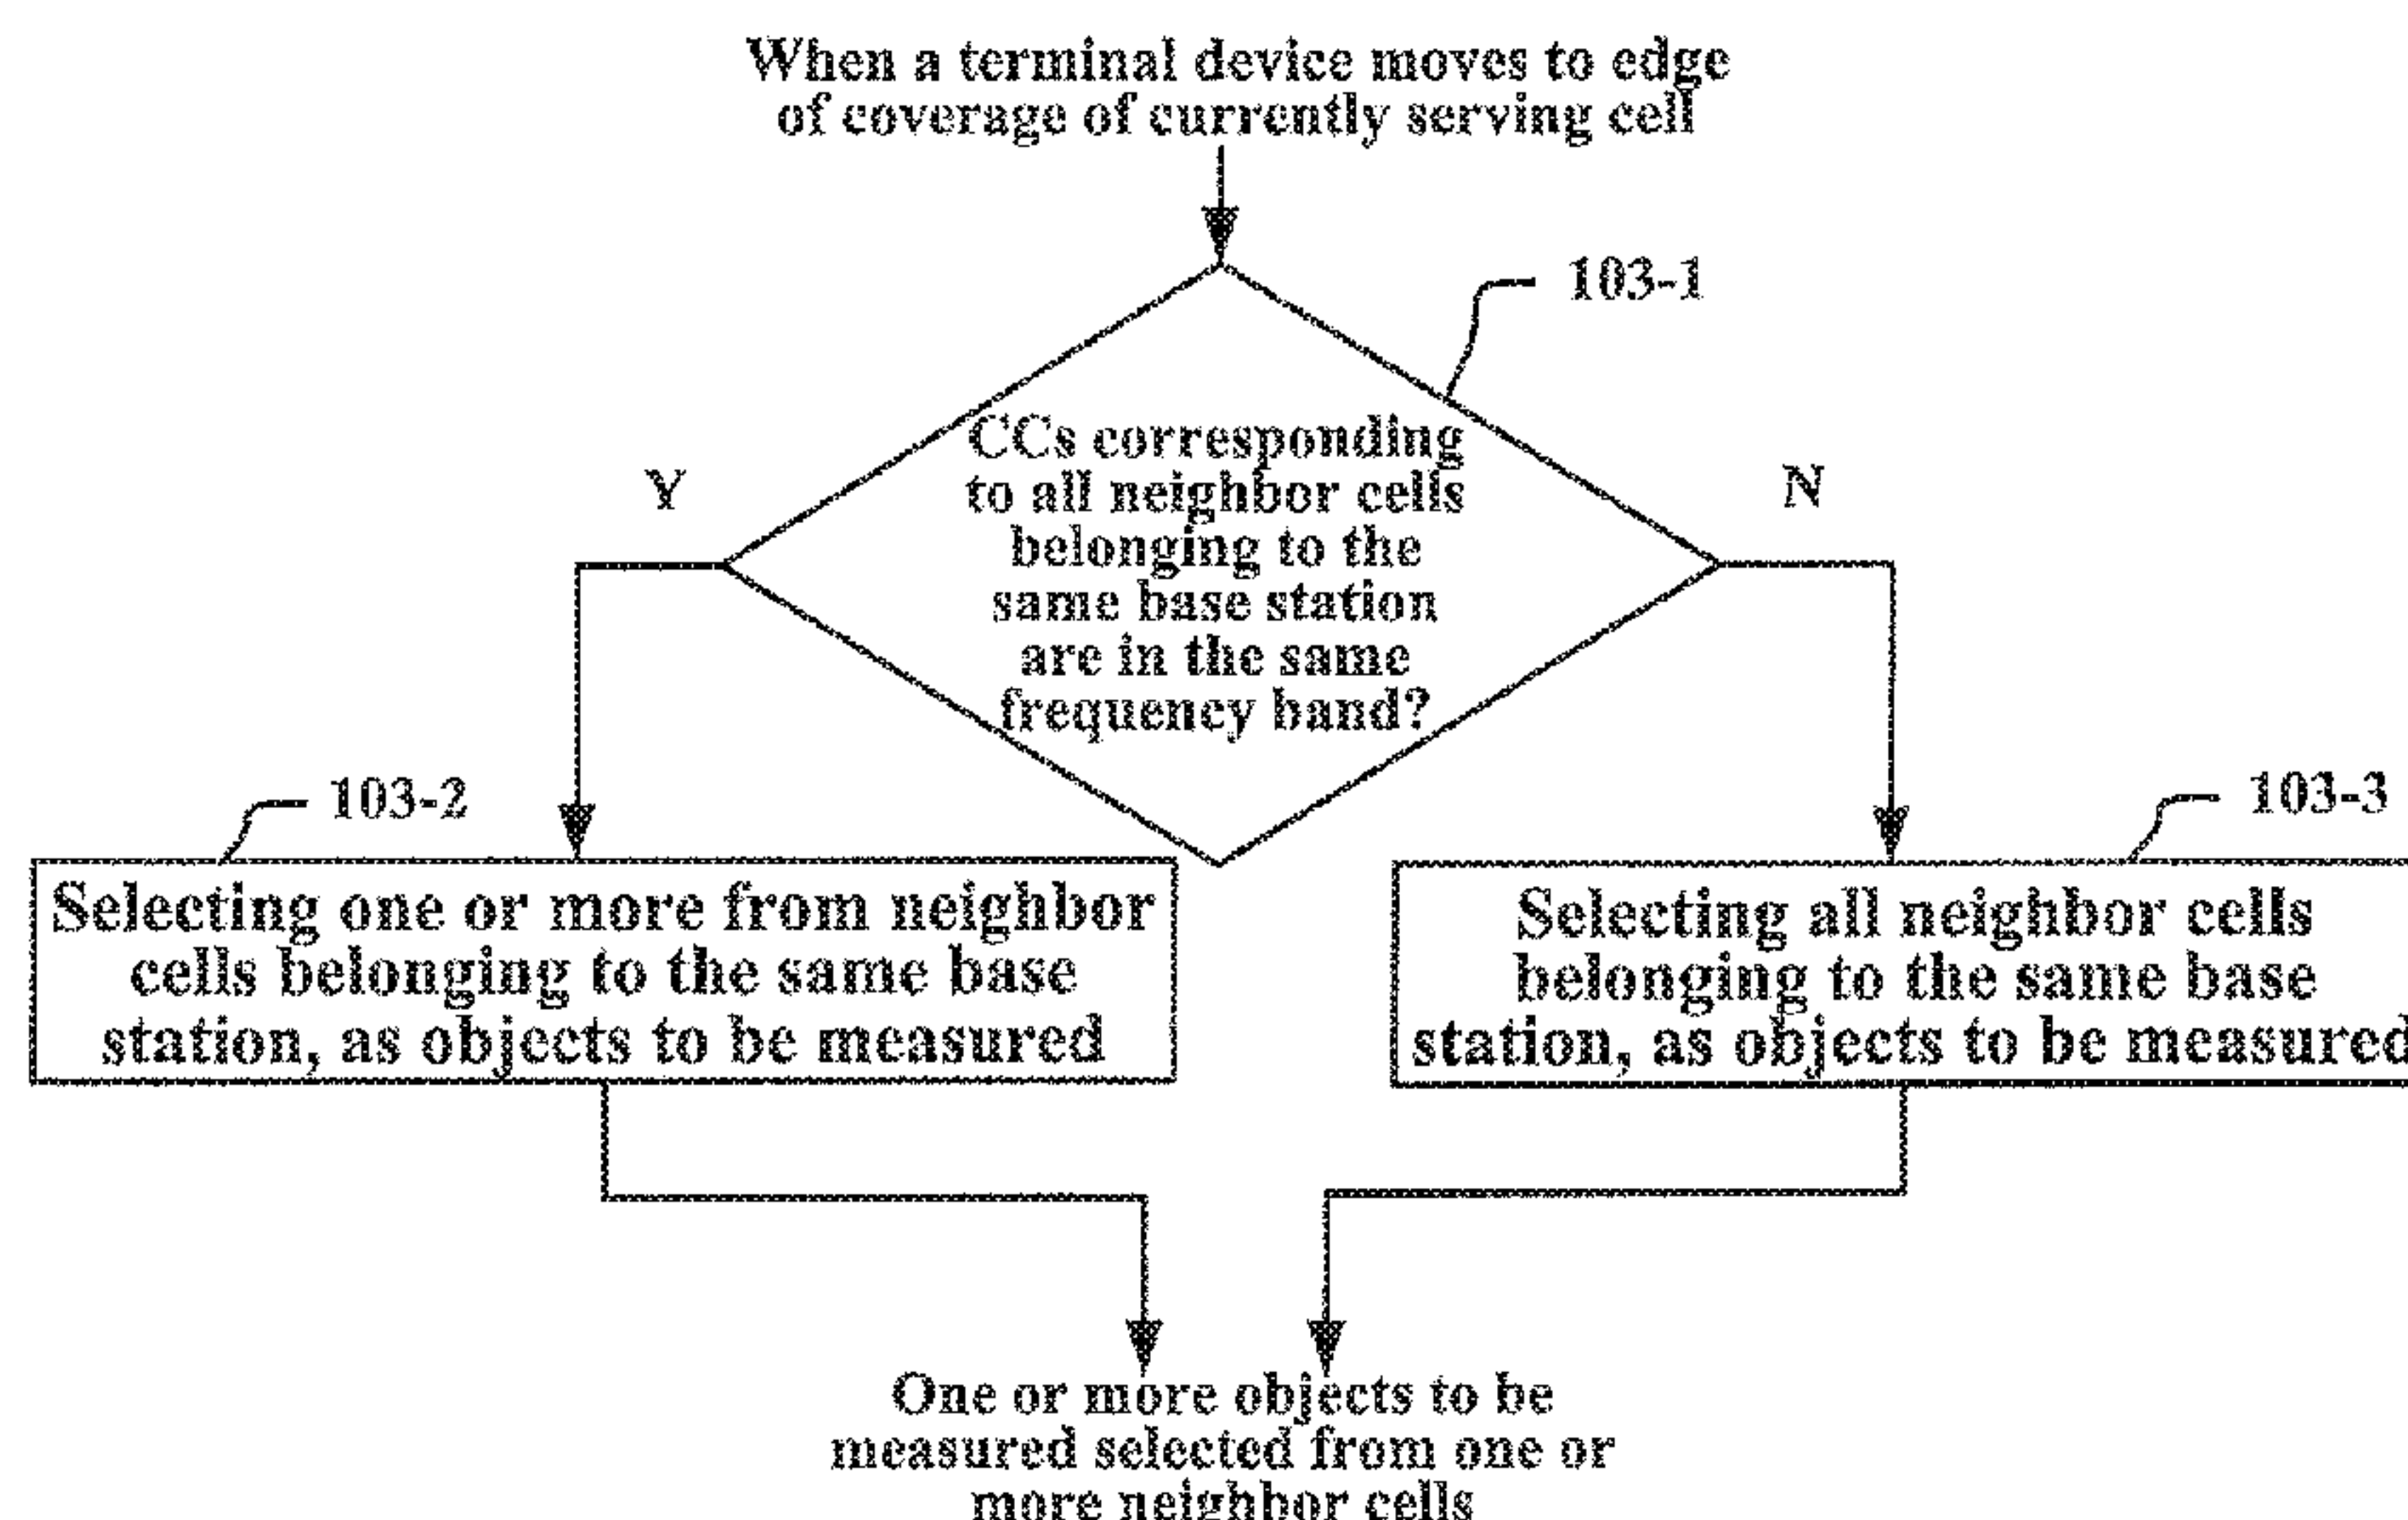 When a terminal device moves to edge
of coverage of currently serving cell
103-1
CCs corresponding
to all neighbor cells
belonging to the
same base station
are in the same
frequency band?
Y
N
103-2
103-3
Selecting one or more from neighbor
cells belonging to the same base
station, as objects to be measured
Selecting all neighbor cells
belonging to the same base
station, as objects to be measured
One or more objects to be
measured selected from one or
more neighbor cells